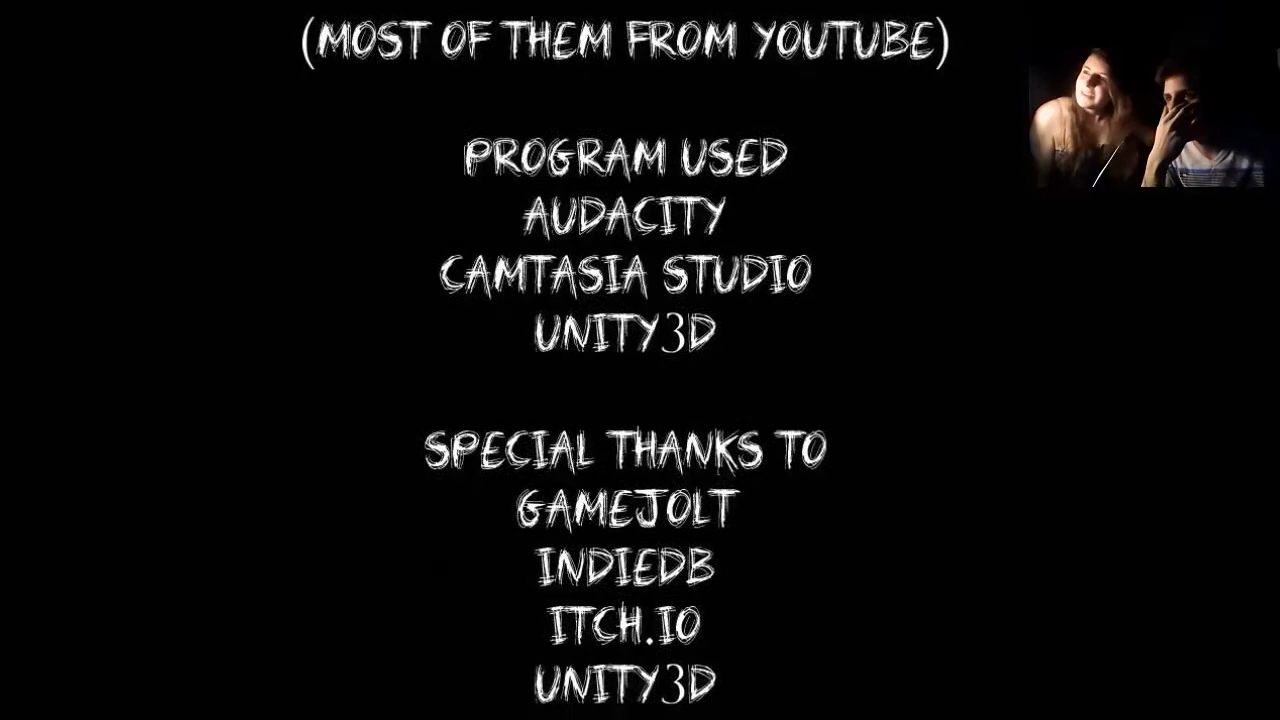 (MOST OF THEM FROM YOUTUBE)
PROGRAM USED
AUDACITY
CAMTASIA STUDIO
UNITY3D
SPECIAL THANKS TO
GAMEJOLT
INDIEDB
ITCH.IO
UNITY3D